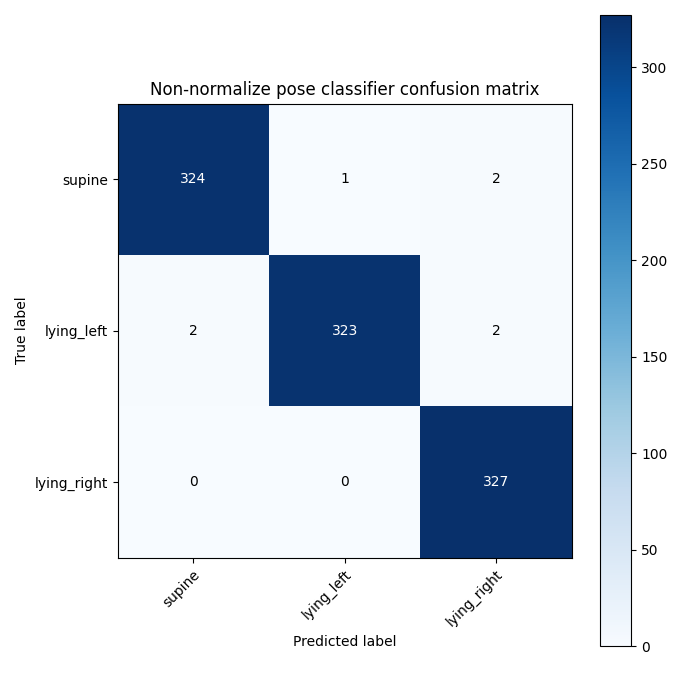 Non-normalize pose classifier confusion matrix
supine
324
1
2
lying_left
2
323
2
lying_right
0
0
327
supine
lying_left
lying_right
True label
Predicted label
300
250
200
150
100
50
0